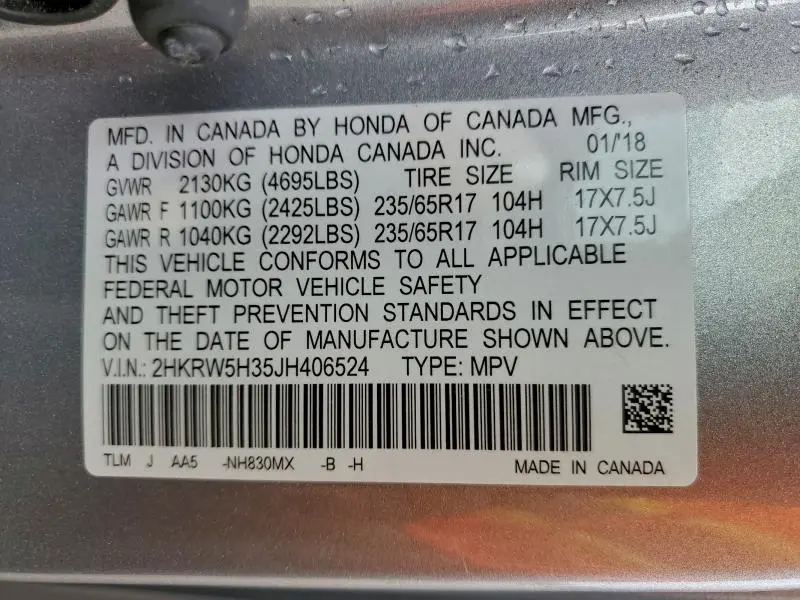 MFD. IN CANADA BY HONDA OF CANADA MFG.,
A DIVISION OF HONDA CANADA INC. 01/'18
GVWR 2130KG (4695LBS) TIRE SIZE RIM SIZE
GAWR F 1100KG (2425LBS) 235/65R17 104H 17X7.5J
GAWR R 1040KG (2292LBS) 235/65R17 104H 17X7.5J
THIS VEHICLE CONFORMS TO ALL APPLICABLE
FEDERAL MOTOR VEHICLE SAFETY
AND THEFT PREVENTION STANDARDS IN EFFECT
ON THE DATE OF MANUFACTURE SHOWN ABOVE.
V.I.N.: 2HKRW5H35JH406524 TYPE: MPV
TLM J AA5 -NH830MX -B -H MADE IN CANADA